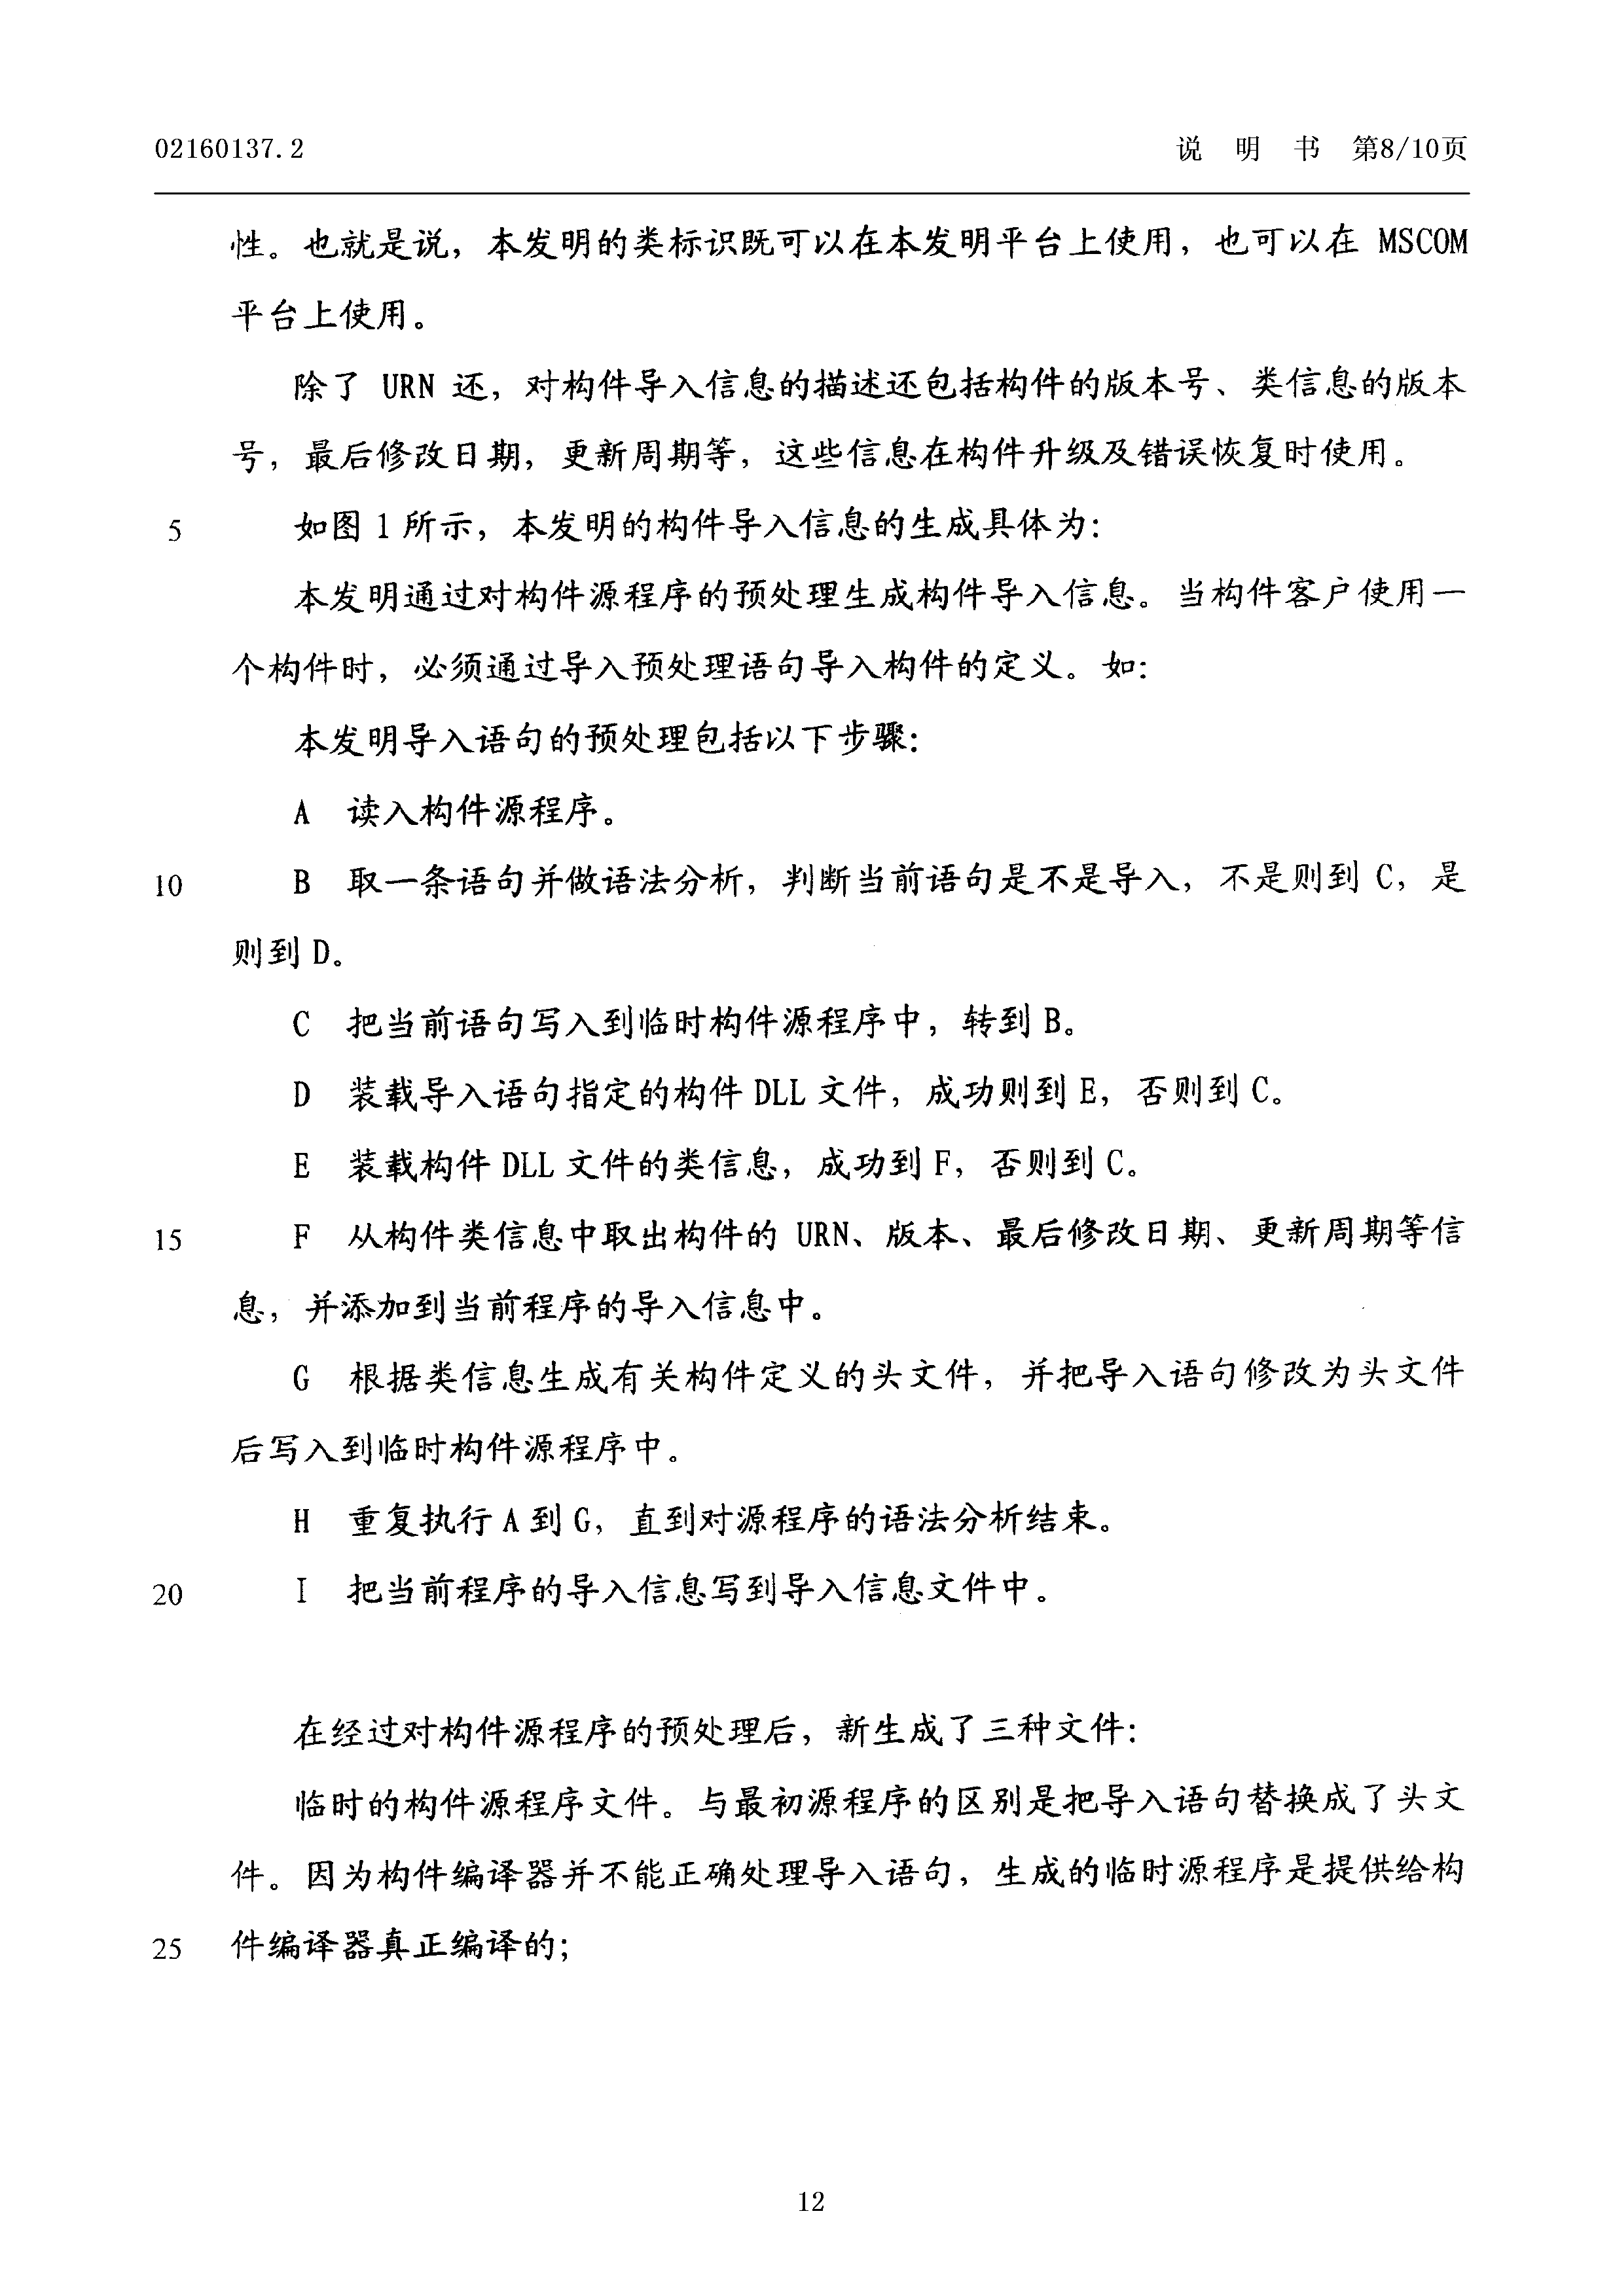 02160137.2 说 明 书 第8/10页
性。也就是说，本发明的类标识既可以在本发明平台上使用，也可以在 MSCOM
平台上使用。
除了 URN 还，对构件导入信息的描述还包括构件的版本号、类信息的版本
号，最后修改日期，更新周期等，这些信息在构件升级及错误恢复时使用。
5 如图 1 所示，本发明的构件导入信息的生成具体为：
本发明通过对构件源程序的预处理生成构件导入信息。当构件客户使用一
个构件时，必须通过导入预处理语句导入构件的定义。如：
本发明导入语句的预处理包括以下步骤：
A 读入构件源程序。
10 B 取一条语句并做语法分析，判断当前语句是不是导入，不是则到 C，是
则到 D。
C 把当前语句写入到临时构件源程序中，转到 B。
D 装载导入语句指定的构件 DLL 文件，成功则到 E，否则到 C。
E 装载构件 DLL 文件的类信息，成功到 F，否则到 C。
15 F 从构件类信息中取出构件的 URN、版本、最后修改日期、更新周期等信
息，并添加到当前程序的导入信息中。
G 根据类信息生成有关构件定义的头文件，并把导入语句修改为头文件
后写入到临时构件源程序中。
H 重复执行 A 到 G，直到对源程序的语法分析结束。
20 I 把当前程序的导入信息写到导入信息文件中。
在经过对构件源程序的预处理后，新生成了三种文件：
临时的构件源程序文件。与最初源程序的区别是把导入语句替换成了头文
件。因为构件编译器并不能正确处理导入语句，生成的临时源程序是提供给构
25 件编译器真正编译的；
12